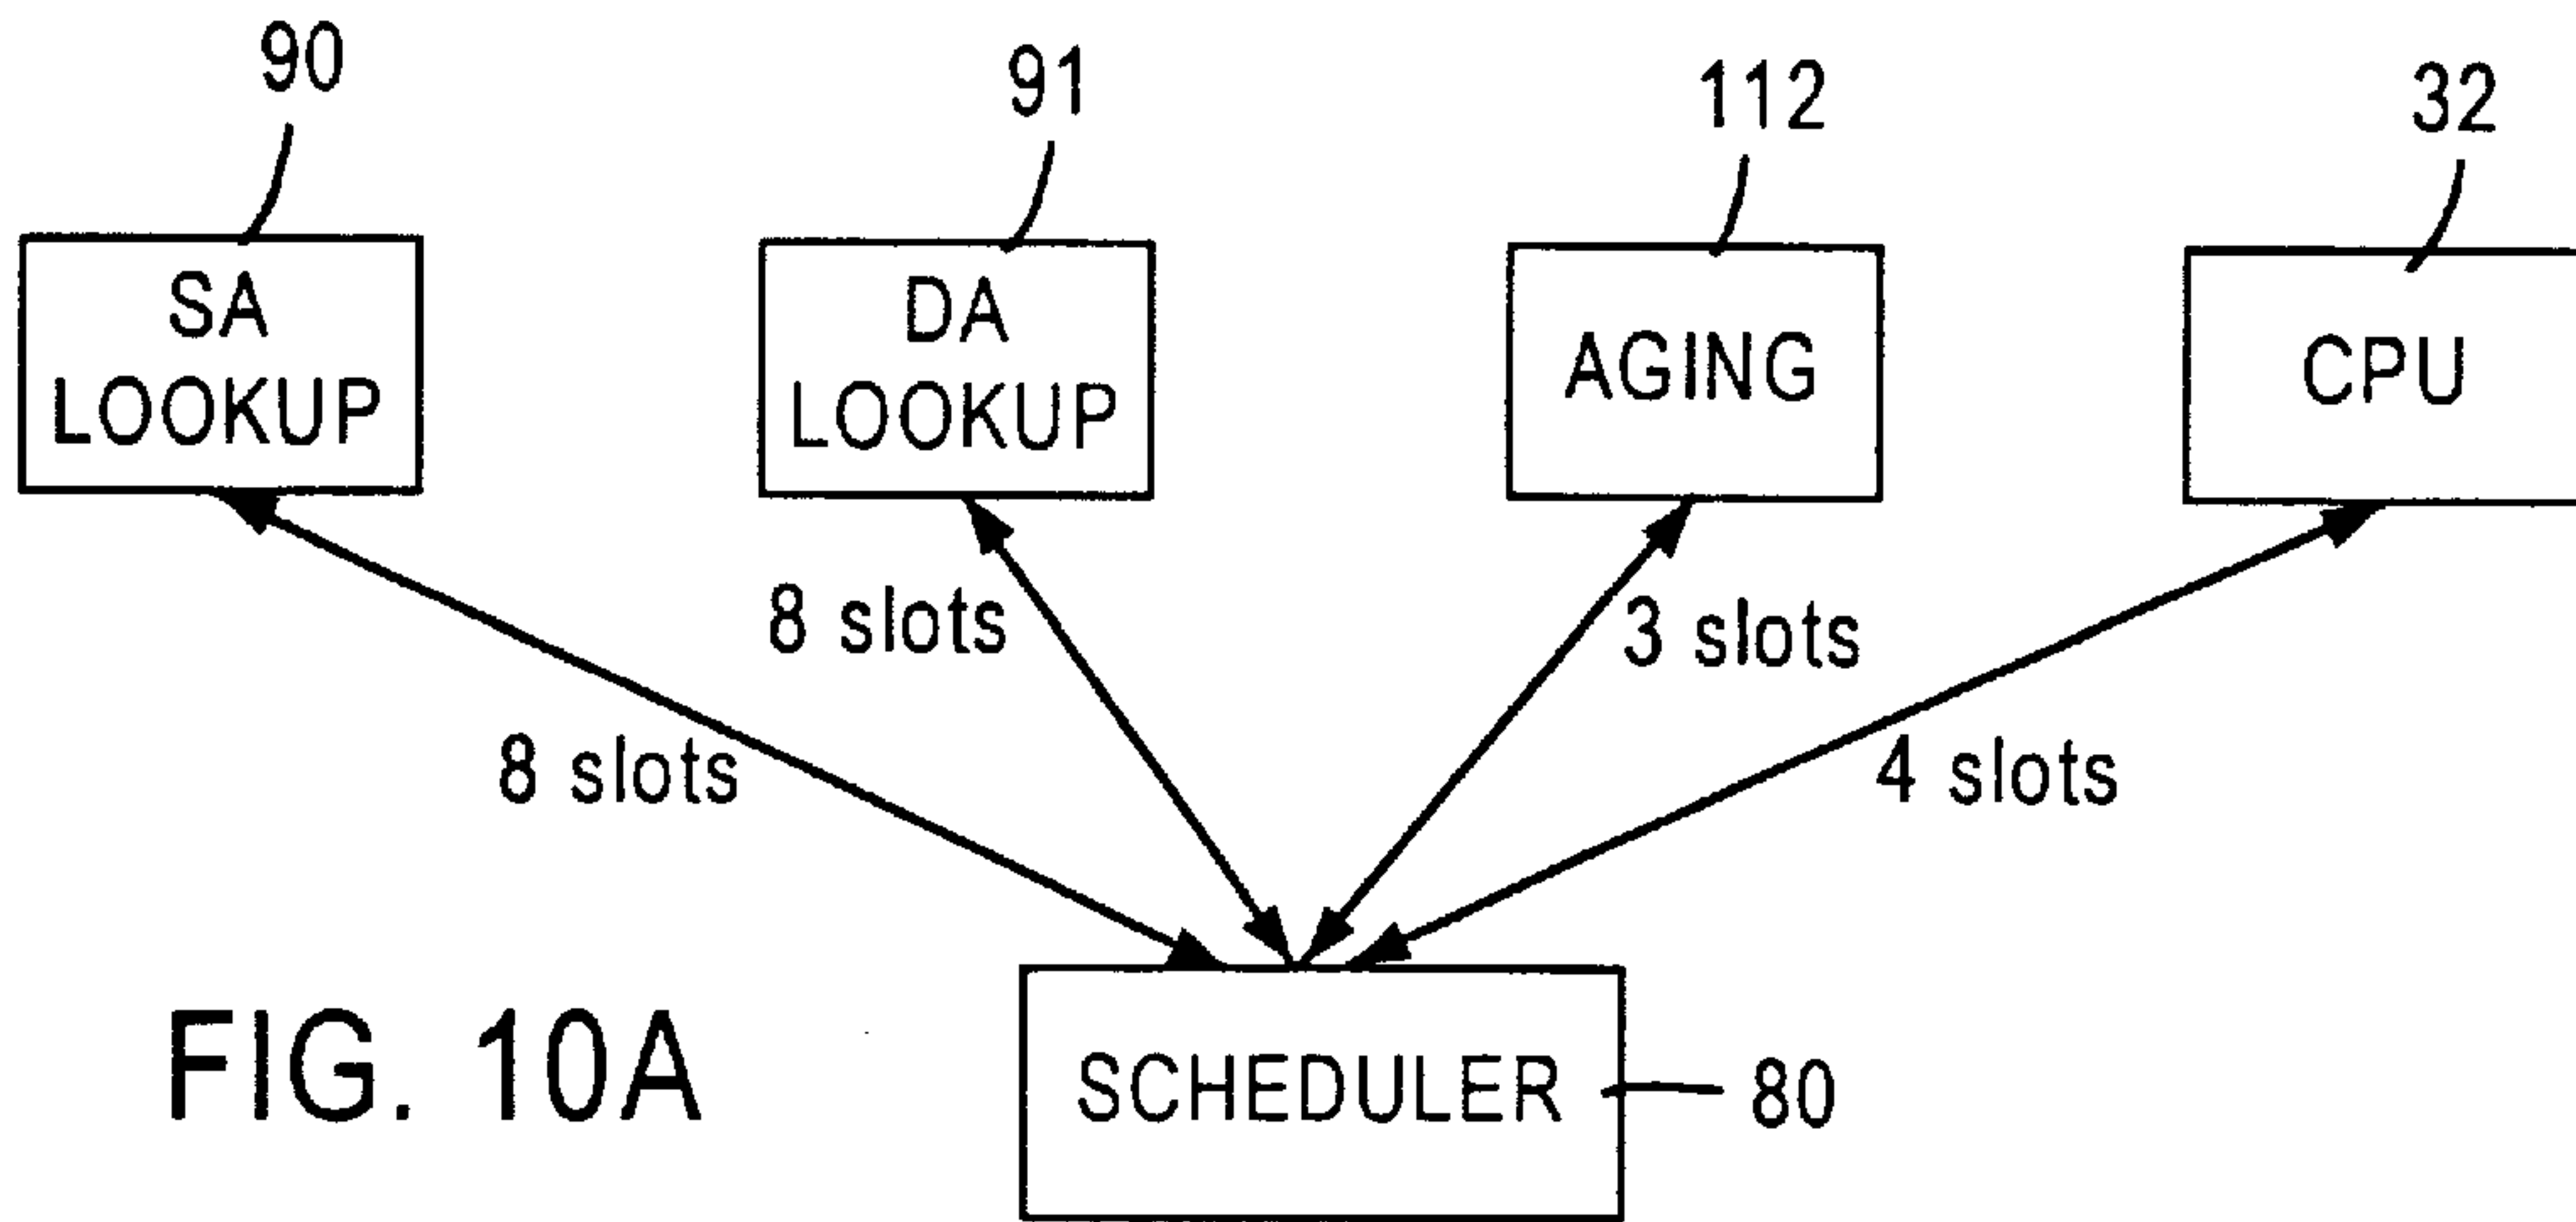 90
91
112
32
SA
LOOKUP
DA
LOOKUP
AGING
CPU
8 slots
8 slots
3 slots
4 slots
SCHEDULER
80
FIG. 10A